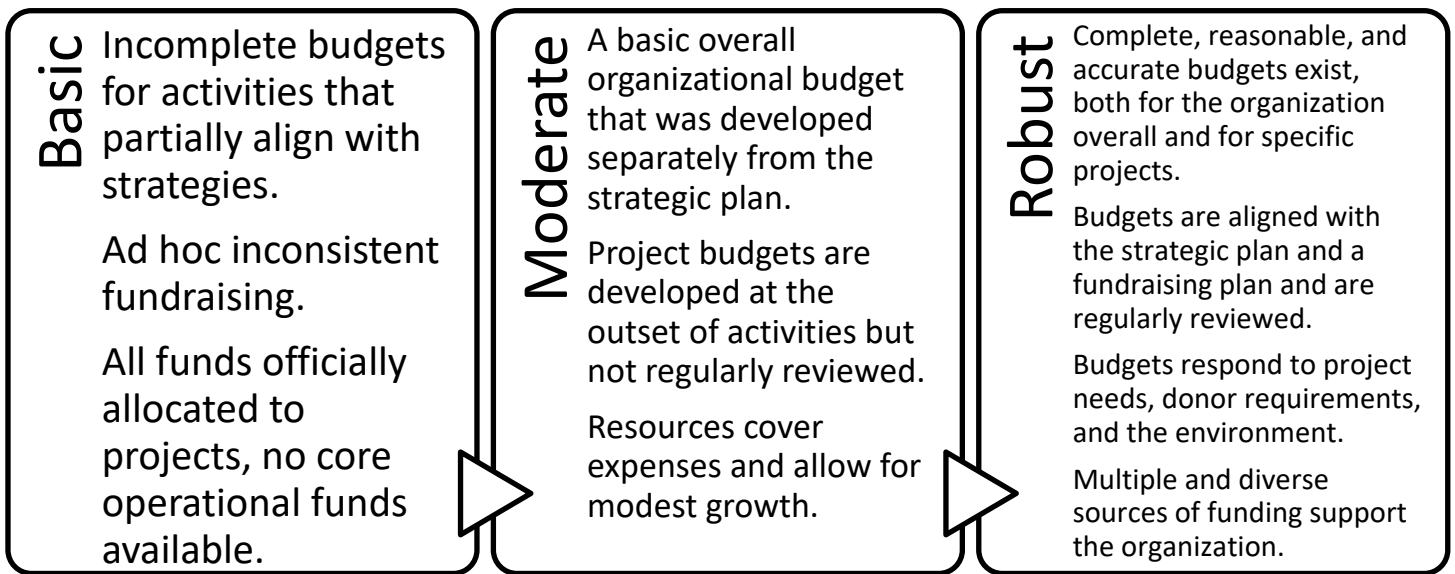 Basic
Incomplete budgets
for activities that
partially align with
strategies.
Ad hoc inconsistent
fundraising.
All funds officially
allocated to
projects, no core
operational funds
available.
Moderate
A basic overall
organizational budget
that was developed
separately from the
strategic plan.
Project budgets are
developed at the
outset of activities but
not regularly reviewed.
Resources cover
expenses and allow for
modest growth.
Robust
Complete, reasonable, and
accurate budgets exist,
both for the organization
overall and for specific
projects.
Budgets are aligned with
the strategic plan and a
fundraising plan and are
regularly reviewed.
Budgets respond to project
needs, donor requirements,
and the environment.
Multiple and diverse
sources of funding support
the organization.